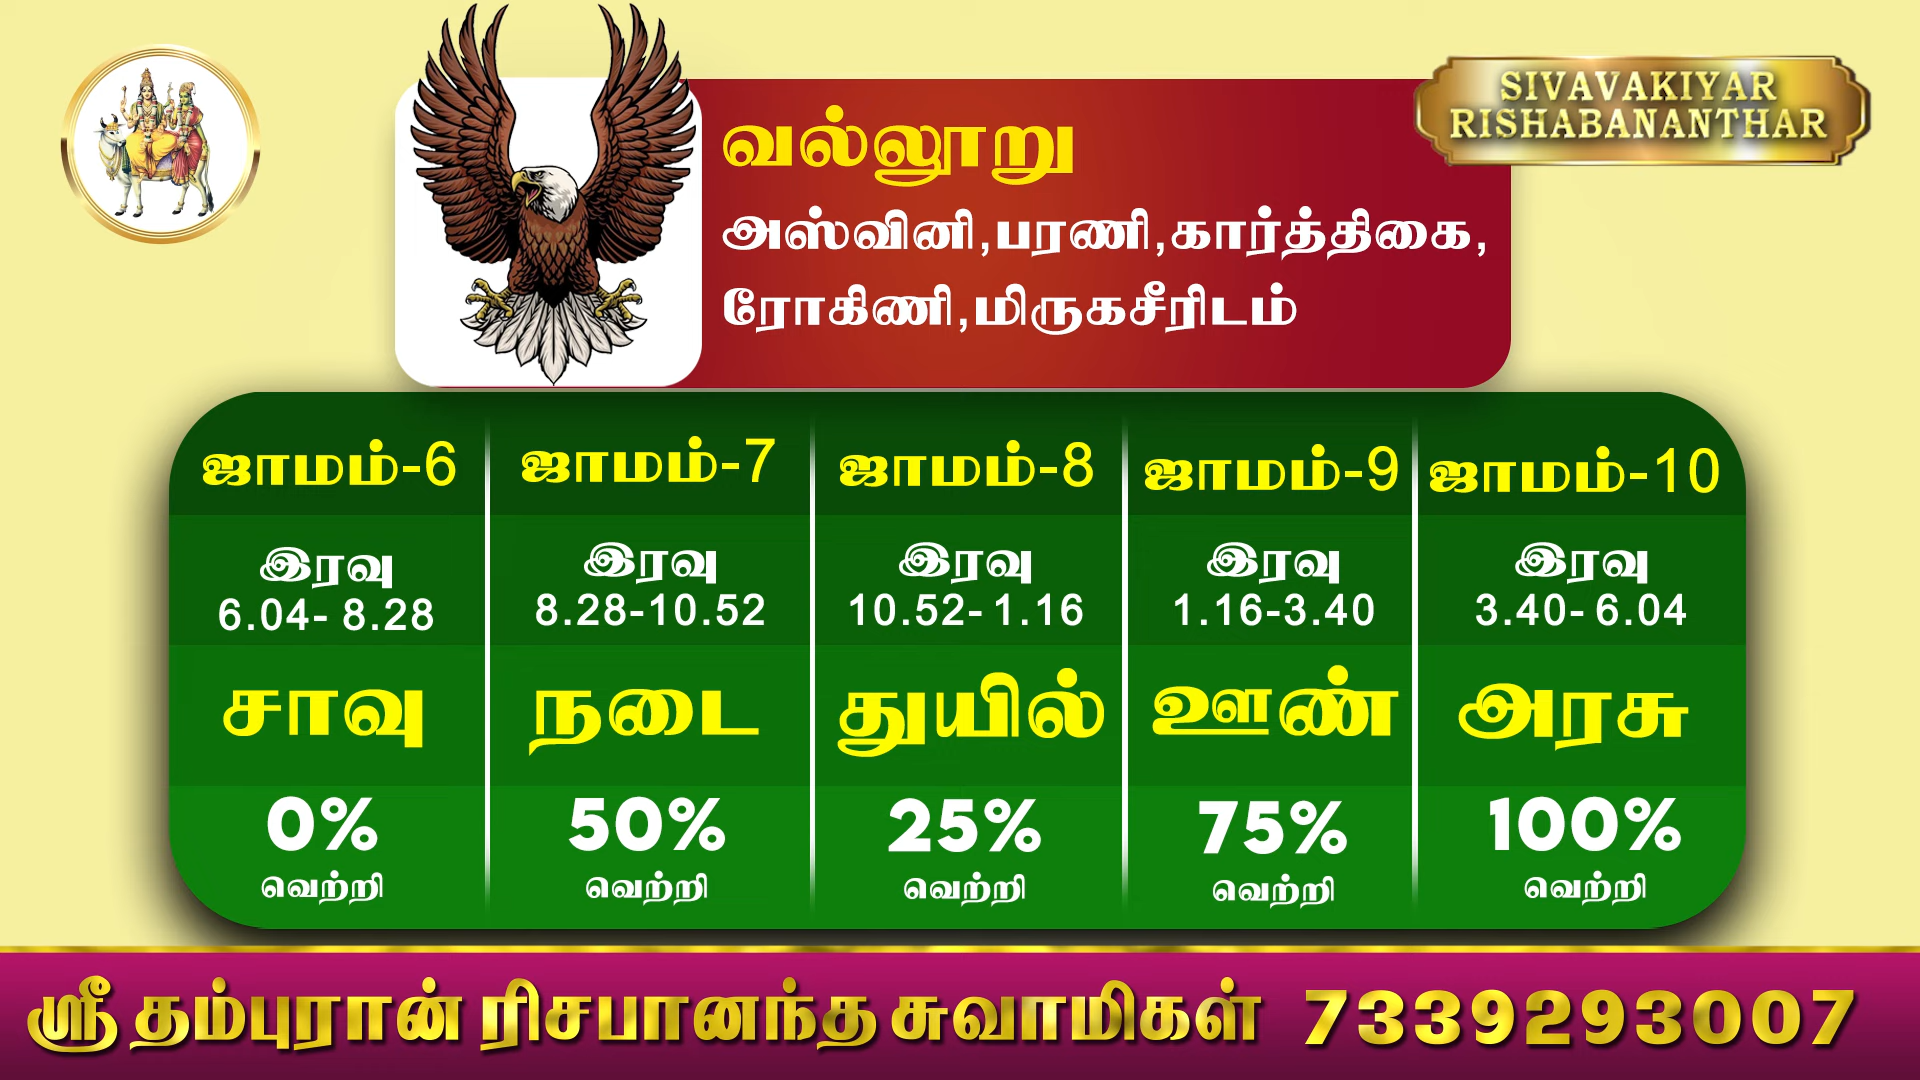 SIVAVAKIYAR
RISHABANANTHAR
வல்லூறு
அஸ்வினி,பரணி,கார்த்திகை,
ரோகிணி,மிருகசீரிடம்
ஜாமம்-6
இரவு
6.04- 8.28
சாவு
0%
வெற்றி
ஜாமம்-7
இரவு
8.28-10.52
நடை
50%
வெற்றி
ஜாமம்-8
இரவு
10.52- 1.16
துயில்
25%
வெற்றி
ஜாமம்-9
இரவு
1.16-3.40
ஊண்
75%
வெற்றி
ஜாமம்-10
இரவு
3.40- 6.04
அரசு
100%
வெற்றி
ஸ்ரீ தம்புரான் ரிசபானந்த சுவாமிகள் 7339293007